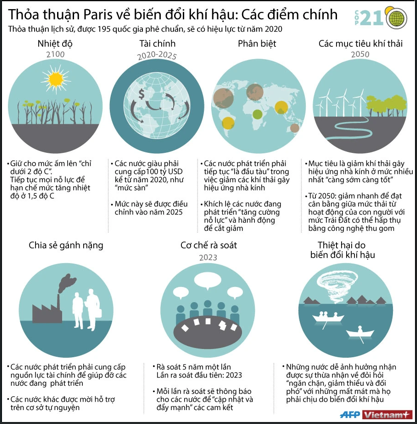 Thỏa thuận Paris về biến đổi khí hậu: Các điểm chính
Thỏa thuận lịch sử, được 195 quốc gia phê chuẩn, sẽ có hiệu lực từ năm 2020
COP 21
Nhiệt độ
2100
Tài chính
2020-2025
Phân biệt
Các mục tiêu khí thải
2050
• Giữ cho mức ấm lên "chỉ
dưới 2 độ C".
Tiếp tục mọi nỗ lực để
hạn chế mức tăng nhiệt
độ ở 1,5 độ C
• Các nước giàu phải
cung cấp100 tỷ USD
kể từ năm 2020, như
"mức sàn"
• Mức này sẽ được điều
chỉnh vào năm 2025
• Các nước phát triển phải
tiếp tục "là đầu tàu" trong
việc giảm các khí thải gây
hiệu ứng nhà kính
• Khích lệ các nước đang
phát triển "tăng cường
nỗ lực" và hành động
để cắt giảm
• Mục tiêu là giảm khí thải gây
hiệu ứng nhà kính ở mức nhiều
nhất "càng sớm càng tốt"
• Từ 2050: giảm nhanh để đạt
cân bằng giữa mức thải từ
hoạt động của con người với
mức Trái Đất có thể hấp thụ
bằng công nghệ thu gom
Chia sẻ gánh nặng
Cơ chế rà soát
2023
Thiệt hại do
biến đổi khí hậu
• Các nước phát triển phải cung cấp
nguồn lực tài chính để giúp đỡ các
nước đang phát triển
• Các nước khác được mời hỗ trợ
trên cơ sở tự nguyện
• Rà soát 5 năm một lần
Lần rà soát đầu tiên: 2023
• Mỗi lần rà soát sẽ thông báo
cho các nước để "cập nhật và
đẩy mạnh" các cam kết
• Những nước dễ ảnh hưởng nhận
được sự thừa nhận về đòi hỏi
"ngăn chặn, giảm thiểu và đối
phó" với những mất mát mà họ
phải chịu do biến đổi khí hậu
AFP Vietnam+